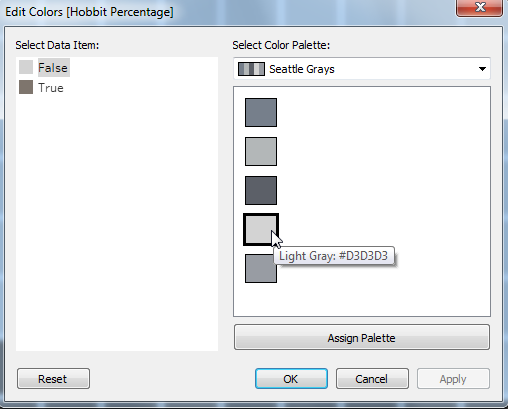 Edit Colors [Hobbit Percentage]
Select Data Item:
False
True
Select Color Palette:
Seattle Grays
Light Gray: #D3D3D3
Assign Palette
Reset
OK
Cancel
Apply